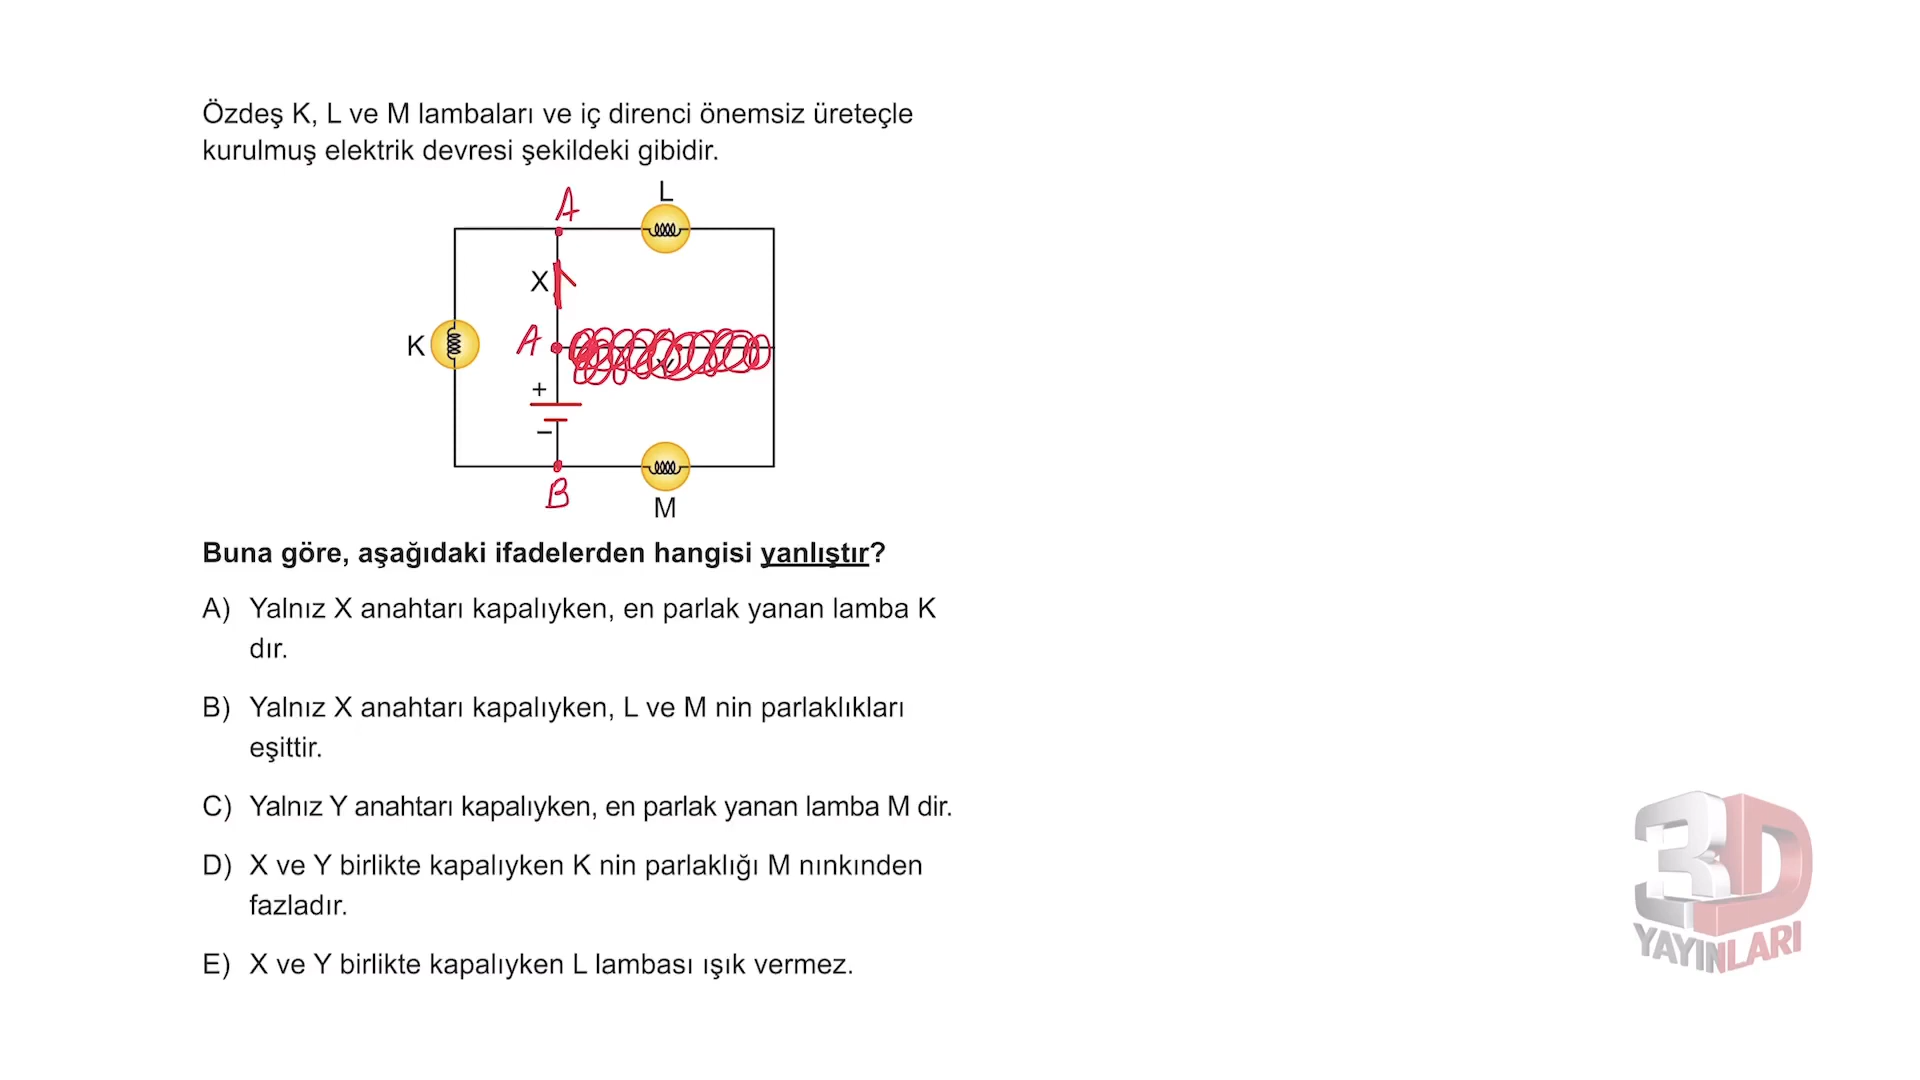 Özdeş K, L ve M lambaları ve iç direnci önemsiz üreteçle
kurulmuş elektrik devresi şekildeki gibidir.
A
L
X
A
K
+
−
B
M
Buna göre, aşağıdaki ifadelerden hangisi yanlıştır?
A) Yalnız X anahtarı kapalıyken, en parlak yanan lamba K
dır.
B) Yalnız X anahtarı kapalıyken, L ve M nin parlaklıkları
eşittir.
C) Yalnız Y anahtarı kapalıyken, en parlak yanan lamba M dir.
D) X ve Y birlikte kapalıyken K nin parlaklığı M nınkınden
fazladır.
E) X ve Y birlikte kapalıyken L lambası ışık vermez.
3D
YAYINLARI